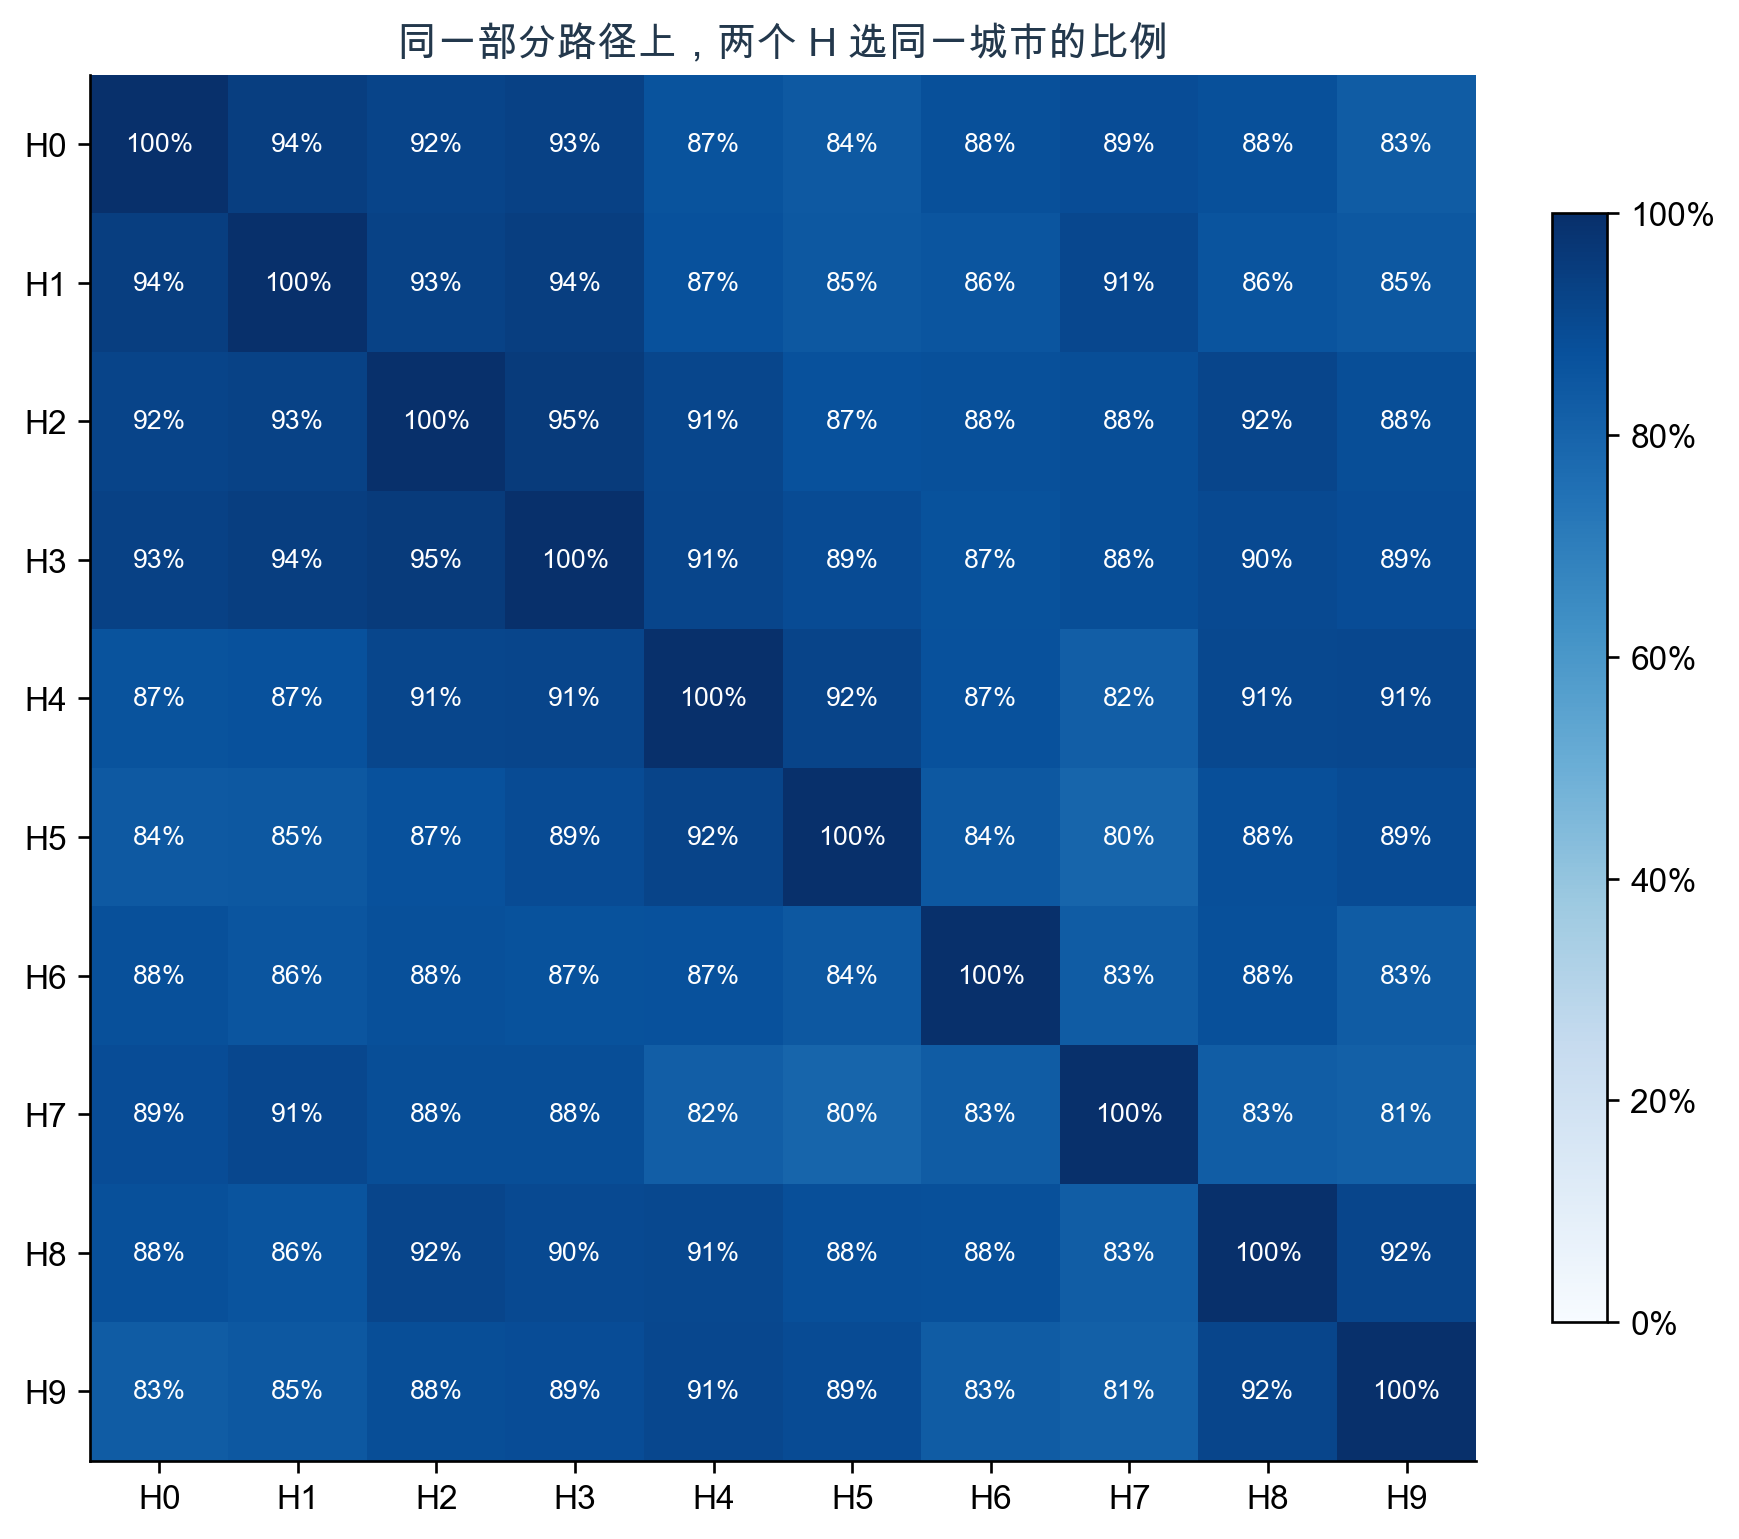 同一部分路径上，两个 H 选同一城市的比例
H0 100% 94% 92% 93% 87% 84% 88% 89% 88% 83%
H1 94% 100% 93% 94% 87% 85% 86% 91% 86% 85%
H2 92% 93% 100% 95% 91% 87% 88% 88% 92% 88%
H3 93% 94% 95% 100% 91% 89% 87% 88% 90% 89%
H4 87% 87% 91% 91% 100% 92% 87% 82% 91% 91%
H5 84% 85% 87% 89% 92% 100% 84% 80% 88% 89%
H6 88% 86% 88% 87% 87% 84% 100% 83% 88% 83%
H7 89% 91% 88% 88% 82% 80% 83% 100% 83% 81%
H8 88% 86% 92% 90% 91% 88% 88% 83% 100% 92%
H9 83% 85% 88% 89% 91% 89% 83% 81% 92% 100%
H0 H1 H2 H3 H4 H5 H6 H7 H8 H9
100%
80%
60%
40%
20%
0%